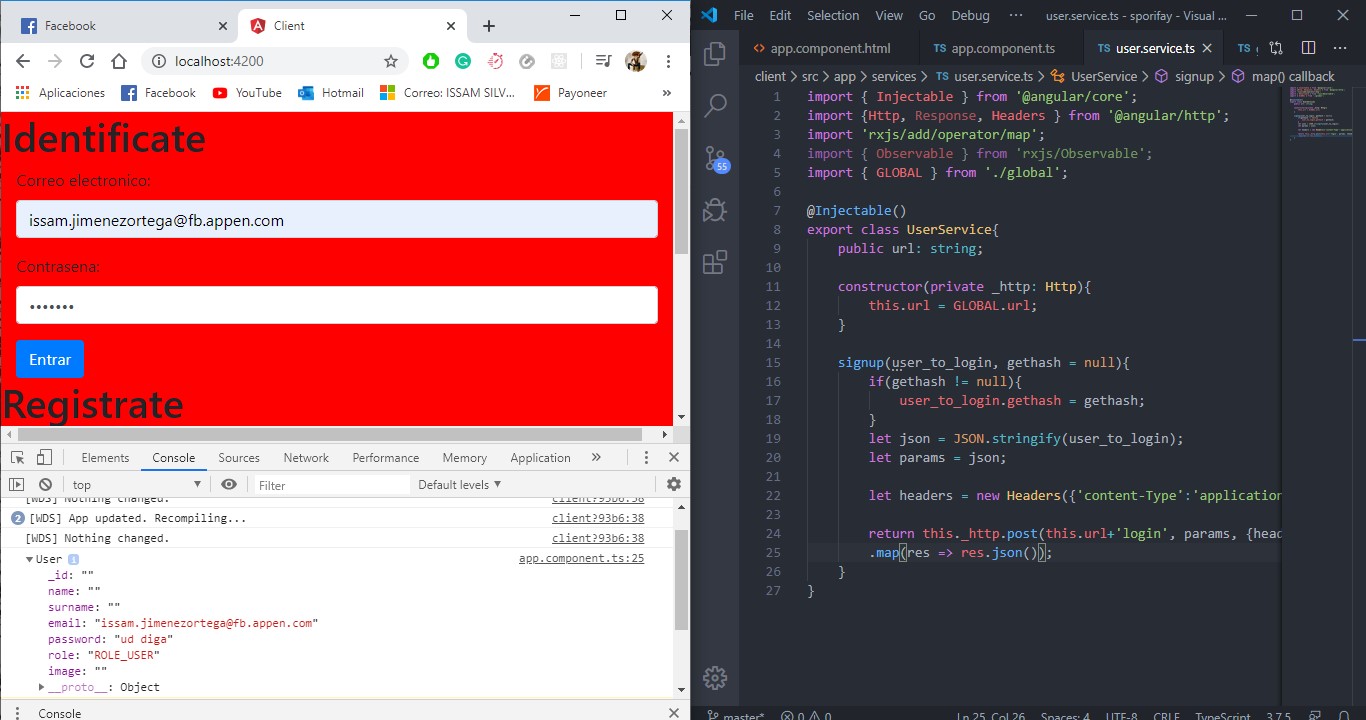 Facebook
Client
localhost:4200
Aplicaciones Facebook YouTube Hotmail Correo: ISSAM SILV... Payoneer »
Identificate
Correo electronico:
issam.jimenezortega@fb.appen.com
Contrasena:
•••••••
Entrar
Registrate
Elements Console Sources Network Performance Memory Application »
top Filter Default levels ▼
[WDS] Nothing changed. client?93b6:38
2 [WDS] App updated. Recompiling... client?93b6:38
[WDS] Nothing changed. client?93b6:38
User i app.component.ts:25
_id: ""
name: ""
surname: ""
email: "issam.jimenezortega@fb.appen.com"
password: "ud diga"
role: "ROLE_USER"
image: ""
__proto__: Object
Console
File Edit Selection View Go Debug ··· user.service.ts - sporifay - Visual ...
app.component.html TS app.component.ts TS user.service.ts TS
client > src > app > services > TS user.service.ts > UserService > signup > map() callback
55
1 import { Injectable } from '@angular/core';
2 import {Http, Response, Headers } from '@angular/http';
3 import 'rxjs/add/operator/map';
4 import { Observable } from 'rxjs/Observable';
5 import { GLOBAL } from './global';
6
7 @Injectable()
8 export class UserService{
9 public url: string;
10
11 constructor(private _http: Http){
12 this.url = GLOBAL.url;
13 }
14
15 signup(user_to_login, gethash = null){
16 if(gethash != null){
17 user_to_login.gethash = gethash;
18 }
19 let json = JSON.stringify(user_to_login);
20 let params = json;
21
22 let headers = new Headers({'content-Type':'application
23
24 return this._http.post(this.url+'login', params, {head
25 .map(res => res.json());
26 }
27 }
master* 0 0 Ln 25, Col 26 Spaces: 4 UTF-8 CRLF TypeScript 3.7.5